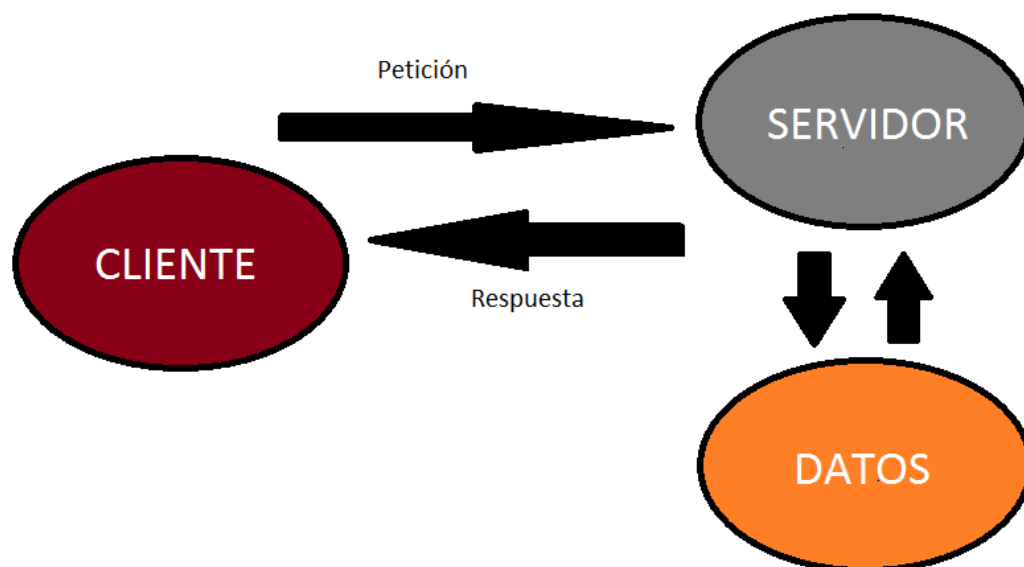 Petición
SERVIDOR
CLIENTE
Respuesta
DATOS